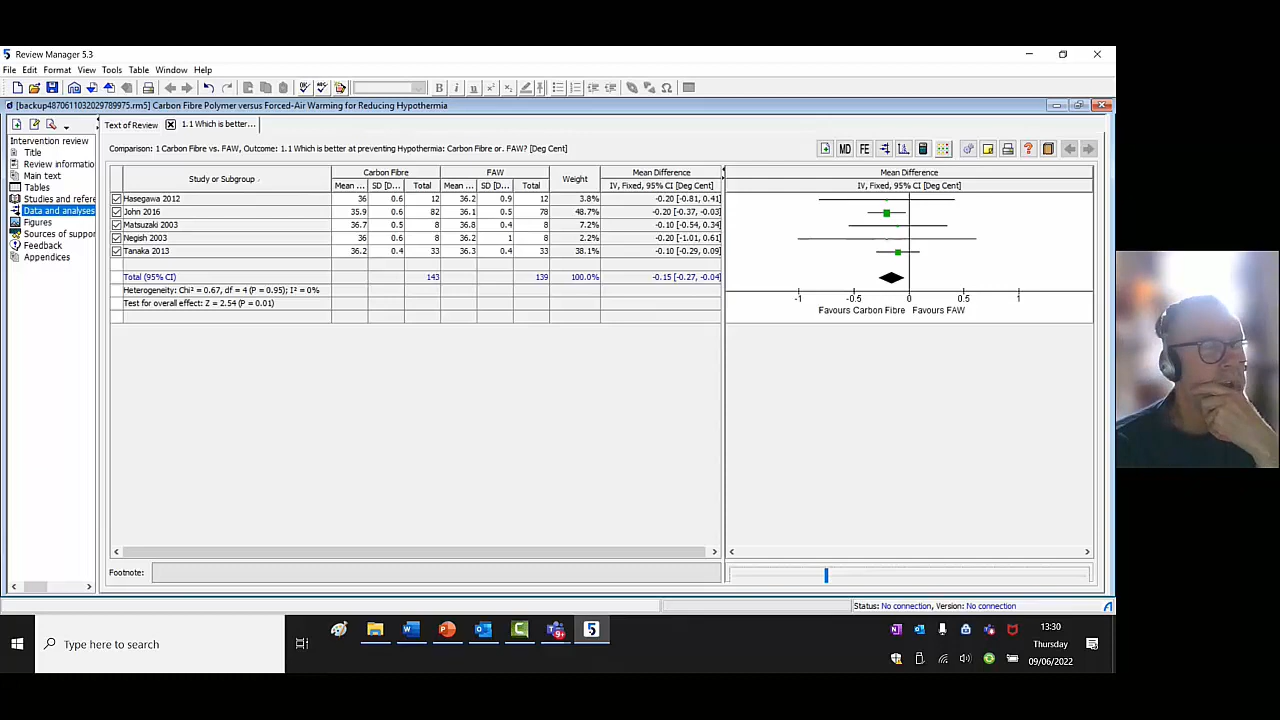 5 Review Manager 5.3
File Edit Format View Tools Table Window Help
[backup4870611032029789975.rm5] Carbon Fibre Polymer versus Forced-Air Warming for Reducing Hypothermia
Text of Review 1.1 Which is better...
Intervention review
Title
Review informatio
Main text
Tables
Studies and refere
Data and analyses
Figures
Sources of suppor
Feedback
Appendices
Comparison: 1 Carbon Fibre vs. FAW, Outcome: 1.1 Which is better at preventing Hypothermia: Carbon Fibre or. FAW? [Deg Cent]
MD FE
Study or Subgroup Carbon Fibre FAW Weight Mean Difference Mean Difference
Mean ... SD [D... Total Mean ... SD [D... Total IV, Fixed, 95% CI [Deg Cent] IV, Fixed, 95% CI [Deg Cent]
Hasegawa 2012 36 0.6 12 36.2 0.9 12 3.8% -0.20 [-0.81, 0.41]
John 2016 35.9 0.6 82 36.1 0.5 78 48.7% -0.20 [-0.37, -0.03]
Matsuzaki 2003 36.7 0.5 8 36.8 0.4 8 7.2% -0.10 [-0.54, 0.34]
Negish 2003 36 0.6 8 36.2 1 8 2.2% -0.20 [-1.01, 0.61]
Tanaka 2013 36.2 0.4 33 36.3 0.4 33 38.1% -0.10 [-0.29, 0.09]
Total (95% CI) 143 139 100.0% -0.15 [-0.27, -0.04]
Heterogeneity: Chi² = 0.67, df = 4 (P = 0.95); I² = 0%
Test for overall effect: Z = 2.54 (P = 0.01)
-1 -0.5 0 0.5 1
Favours Carbon Fibre Favours FAW
Footnote:
Status: No connection, Version: No connection
Type here to search
5
13:30
Thursday
09/06/2022